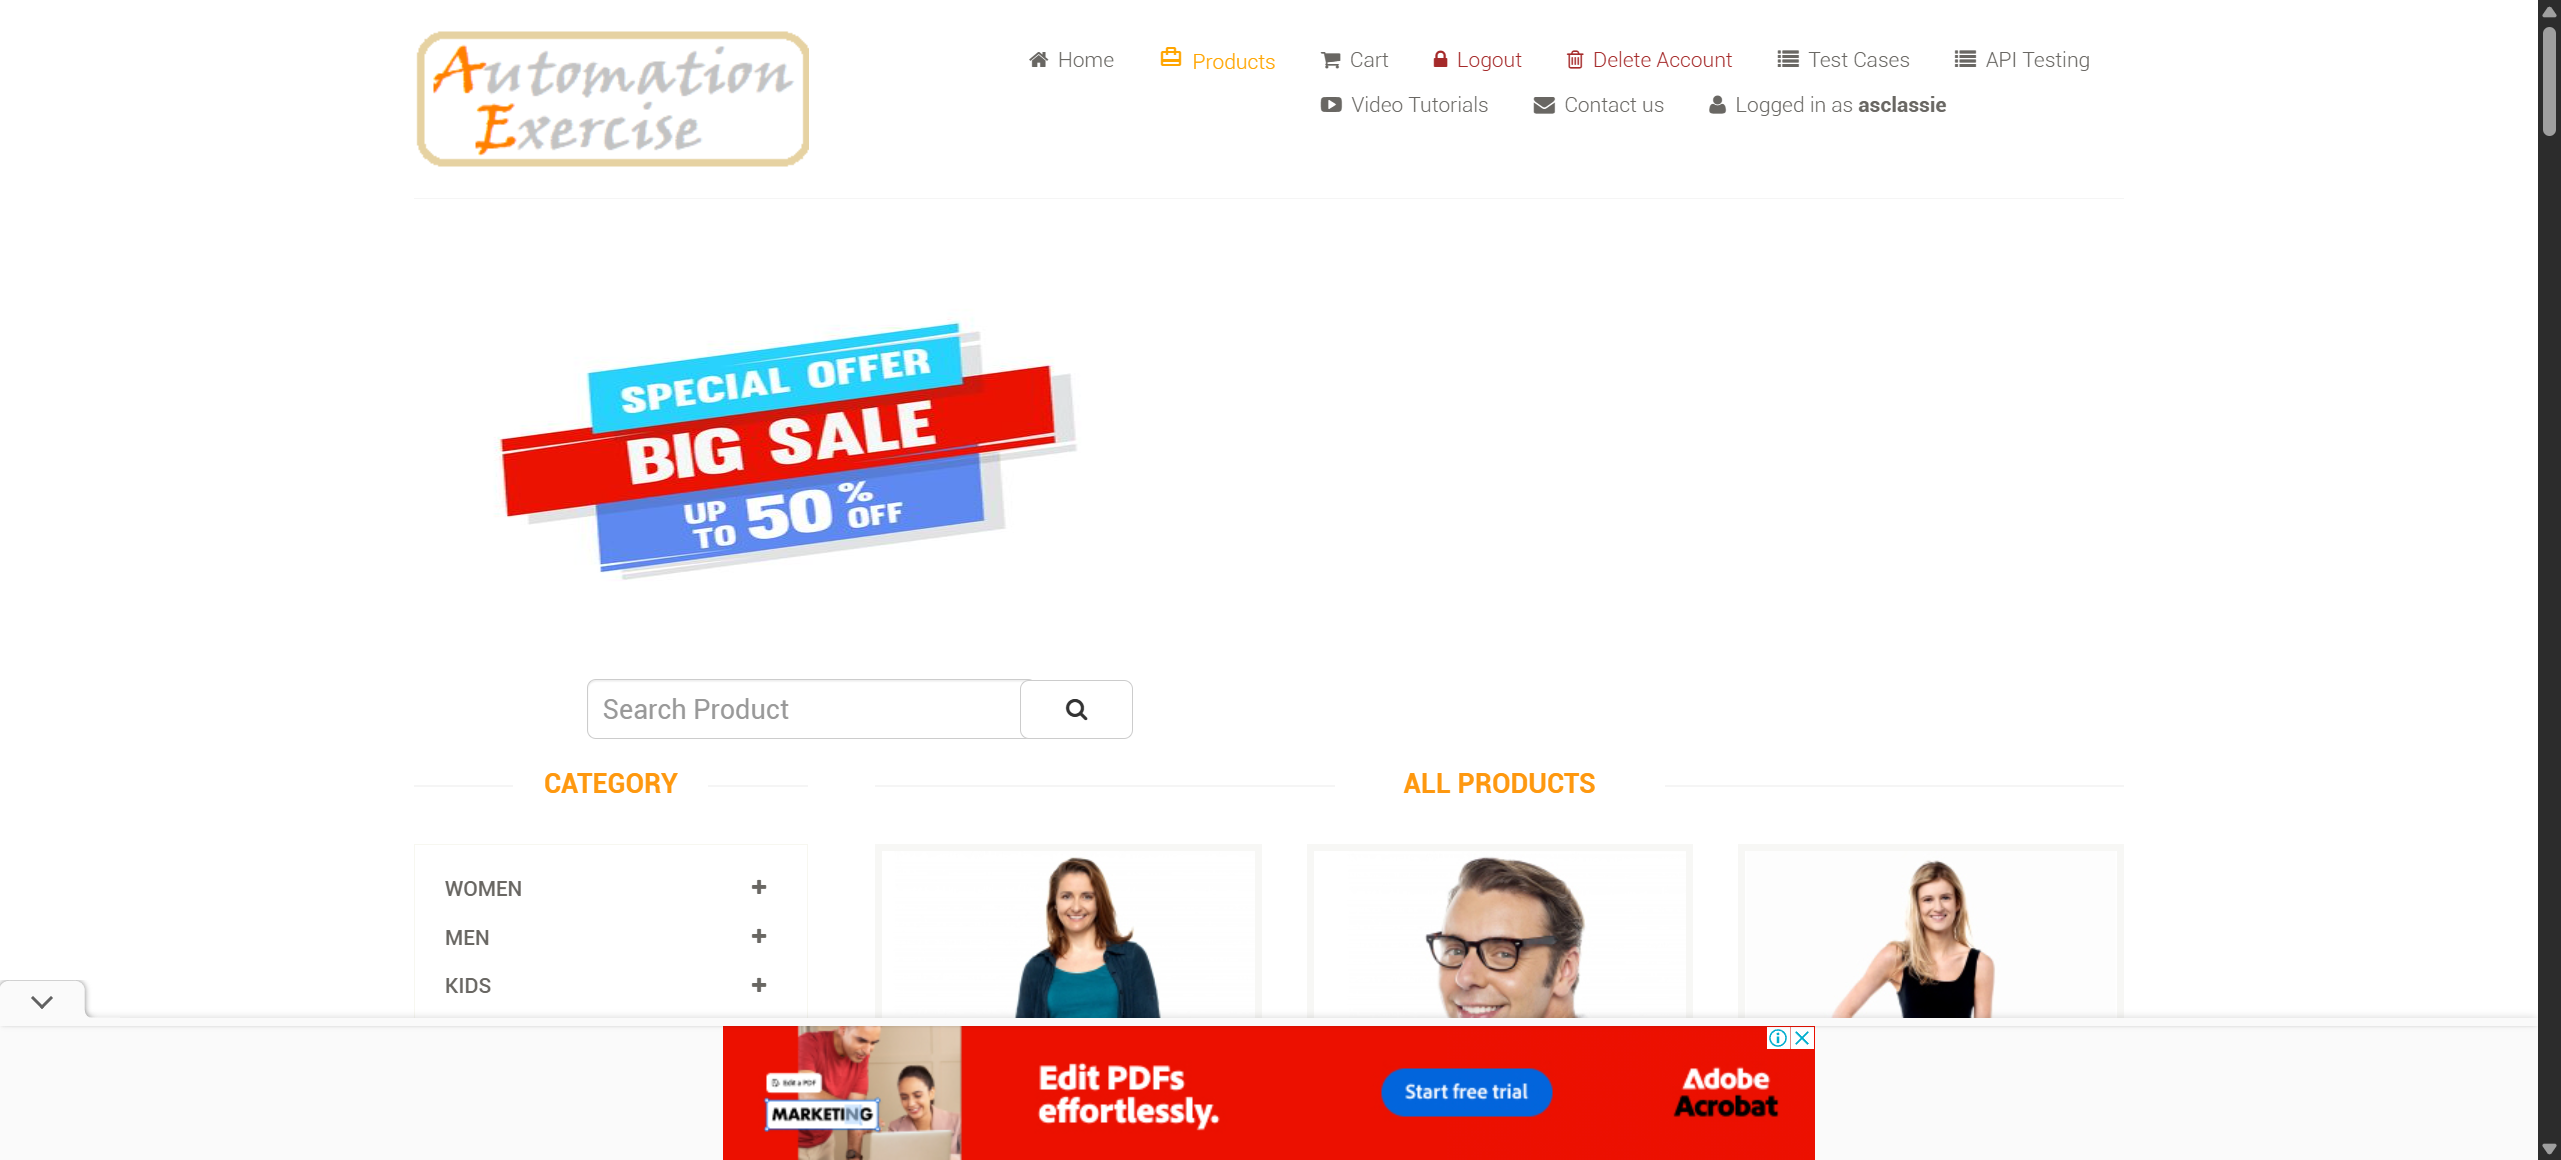 Automation
Exercise
Home
Products
Cart
Logout
Delete Account
Test Cases
API Testing
Video Tutorials
Contact us
Logged in as asclassie
SPECIAL OFFER
BIG SALE
UP TO 50% OFF
Search Product
CATEGORY
ALL PRODUCTS
WOMEN
MEN
KIDS
Edit a PDF
MARKETING
Edit PDFs
effortlessly.
Start free trial
Adobe
Acrobat